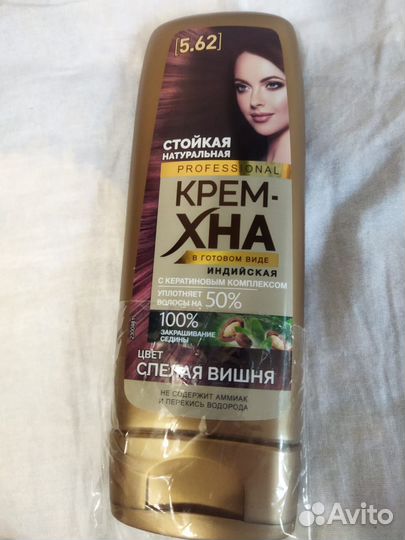 [5.62]
СТОЙКАЯ
НАТУРАЛЬНАЯ
PROFESSIONAL
КРЕМ-
ХНА
В ГОТОВОМ ВИДЕ
ИНДИЙСКАЯ
С КЕРАТИНОВЫМ КОМПЛЕКСОМ
УПЛОТНЯЕТ
ВОЛОСЫ НА 50%
100%
ЗАКРАШИВАНИЕ
СЕДИНЫ
ЦВЕТ
СПЕЛАЯ ВИШНЯ
НЕ СОДЕРЖИТ АММИАК
И ПЕРЕКИСЬ ВОДОРОДА
Avito